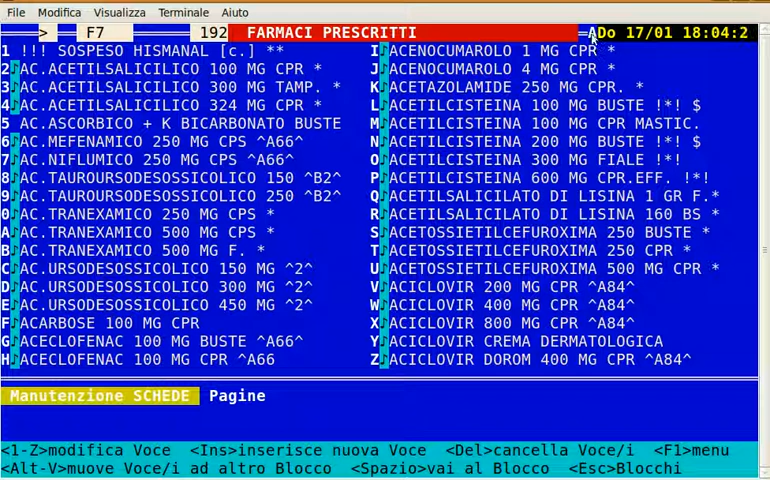 File Modifica Visualizza Terminale Aiuto
> F7 192 FARMACI PRESCRITTI =A Do 17/01 18:04:2
1 !!! SOSPESO HISMANAL [c.] **
2♪AC.ACETILSALICILICO 100 MG CPR *
3♪AC.ACETILSALICILICO 300 MG TAMP. *
4♪AC.ACETILSALICILICO 324 MG CPR *
5 AC.ASCORBICO + K BICARBONATO BUSTE
6♪AC.MEFENAMICO 250 MG CPS ^A66^
7♪AC.NIFLUMICO 250 MG CPS ^A66^
8♪AC.TAUROURSODESOSSICOLICO 150 ^B2^
9♪AC.TAUROURSODESOSSICOLICO 250 ^B2^
0♪AC.TRANEXAMICO 250 MG CPS *
A♪AC.TRANEXAMICO 500 MG CPS *
B♪AC.TRANEXAMICO 500 MG F. *
C♪AC.URSODESOSSICOLICO 150 MG ^2^
D♪AC.URSODESOSSICOLICO 300 MG ^2^
E♪AC.URSODESOSSICOLICO 450 MG ^2^
F♪ACARBOSE 100 MG CPR
G♪ACECLOFENAC 100 MG BUSTE ^A66^
H♪ACECLOFENAC 100 MG CPR ^A66
I♪ACENOCUMAROLO 1 MG CPR *
J♪ACENOCUMAROLO 4 MG CPR *
K♪ACETAZOLAMIDE 250 MG CPR. *
L♪ACETILCISTEINA 100 MG BUSTE !*! $
M♪ACETILCISTEINA 100 MG CPR MASTIC.
N♪ACETILCISTEINA 200 MG BUSTE !*! $
O♪ACETILCISTEINA 300 MG FIALE !*!
P♪ACETILCISTEINA 600 MG CPR.EFF. !*!
Q♪ACETILSALICILATO DI LISINA 1 GR F.*
R♪ACETILSALICILATO DI LISINA 160 BS *
S♪ACETOSSIETILCEFUROXIMA 250 BUSTE *
T♪ACETOSSIETILCEFUROXIMA 250 CPR *
U♪ACETOSSIETILCEFUROXIMA 500 MG CPR *
V♪ACICLOVIR 200 MG CPR ^A84^
W♪ACICLOVIR 400 MG CPR ^A84^
X♪ACICLOVIR 800 MG CPR ^A84^
Y♪ACICLOVIR CREMA DERMATOLOGICA
Z♪ACICLOVIR DOROM 400 MG CPR ^A84^
Manutenzione SCHEDE Pagine
<1-Z>modifica Voce <Ins>inserisce nuova Voce <Del>cancella Voce/i <F1>menu
<Alt-V>muove Voce/i ad altro Blocco <Spazio>vai al Blocco <Esc>Blocchi